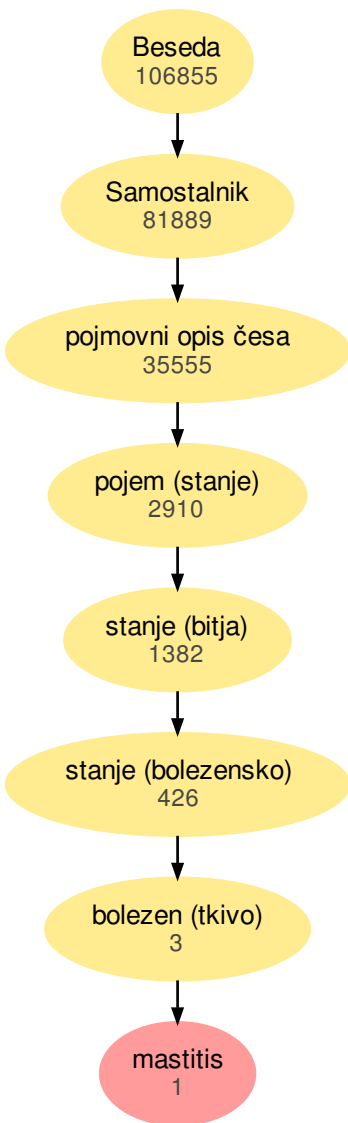 Beseda
106855
Samostalnik
81889
pojmovni opis česa
35555
pojem (stanje)
2910
stanje (bitja)
1382
stanje (bolezensko)
426
bolezen (tkivo)
3
mastitis
1